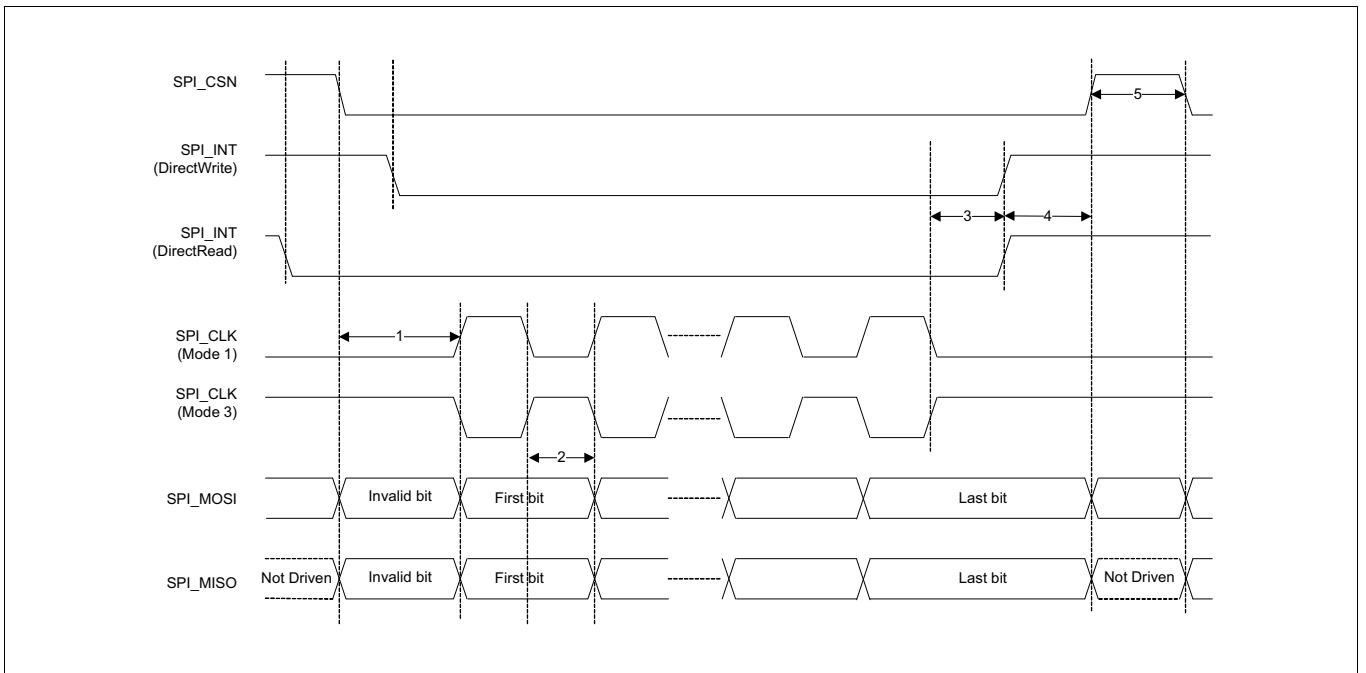 SPI_CSN
5
SPI_INT
(DirectWrite)
3
4
SPI_INT
(DirectRead)
SPI_CLK
(Mode 1)
1
SPI_CLK
(Mode 3)
2
SPI_MOSI
Invalid bit
First bit
Last bit
SPI_MISO
Not Driven
Invalid bit
First bit
Last bit
Not Driven